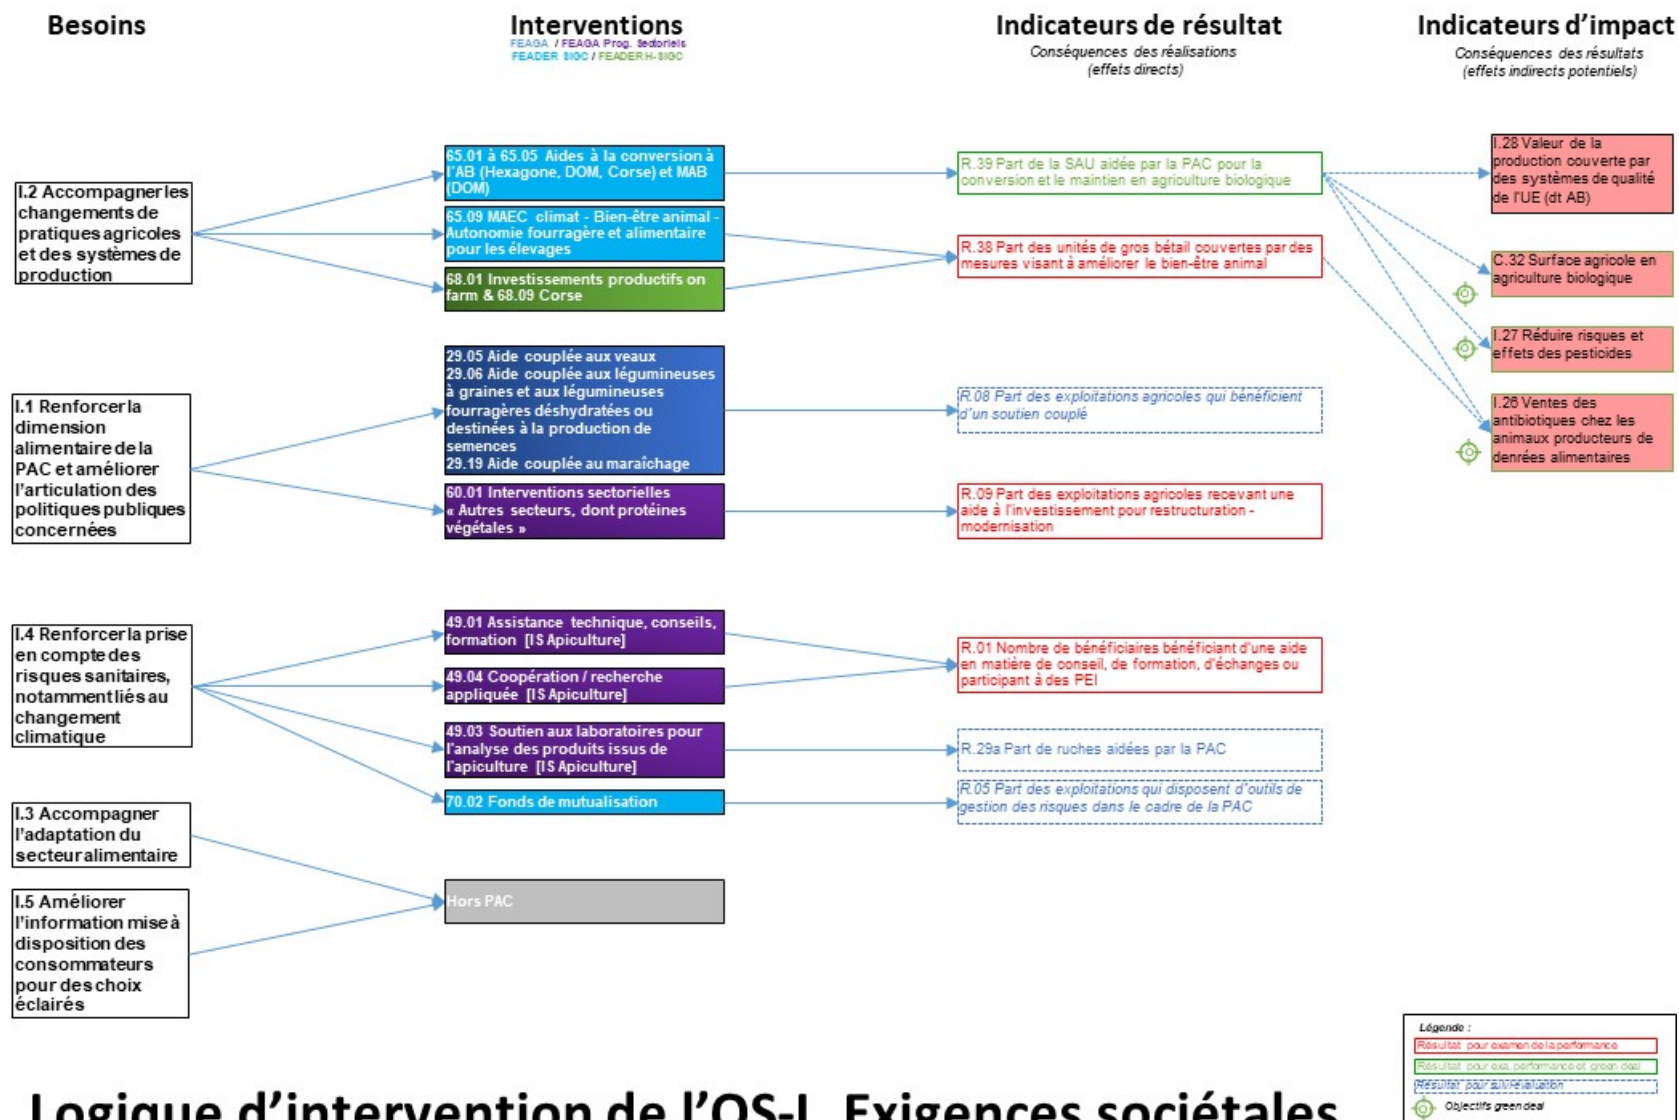 Besoins
Interventions
FEAGA / FEAGA Prog. Sectoriels
FEADER SIGC / FEADER H-SIGC
Indicateurs de résultat
Conséquences des réalisations
(effets directs)
Indicateurs d'impact
Conséquences des résultats
(effets indirects potentiels)
I.2 Accompagner les
changements de
pratiques agricoles
et des systèmes de
production
65.01 à 65.05 Aides à la conversion à
l'AB (Hexagone, DOM, Corse) et MAB
(DOM)
65.09 MAEC climat - Bien-être animal -
Autonomie fourragère et alimentaire
pour les élevages
68.01 Investissements productifs on
farm & 68.09 Corse
R.39 Part de la SAU aidée par la PAC pour la
conversion et le maintien en agriculture biologique
R.38 Part des unités de gros bétail couvertes par des
mesures visant à améliorer le bien-être animal
I.28 Valeur de la
production couverte par
des systèmes de qualité
de l'UE (dt AB)
C.32 Surface agricole en
agriculture biologique
I.27 Réduire risques et
effets des pesticides
I.26 Ventes des
antibiotiques chez les
animaux producteurs de
denrées alimentaires
I.1 Renforcer la
dimension
alimentaire de la
PAC et améliorer
l'articulation des
politiques publiques
concernées
29.05 Aide couplée aux veaux
29.06 Aide couplée aux légumineuses
à graines et aux légumineuses
fourragères déshydratées ou
destinées à la production de
semences
29.19 Aide couplée au maraîchage
60.01 Interventions sectorielles
« Autres secteurs, dont protéines
végétales »
R.08 Part des exploitations agricoles qui bénéficient
d'un soutien couplé
R.09 Part des exploitations agricoles recevant une
aide à l'investissement pour restructuration -
modernisation
I.4 Renforcer la prise
en compte des
risques sanitaires,
notamment liés au
changement
climatique
49.01 Assistance technique, conseils,
formation [IS Apiculture]
49.04 Coopération / recherche
appliquée [IS Apiculture]
49.03 Soutien aux laboratoires pour
l'analyse des produits issus de
l'apiculture [IS Apiculture]
70.02 Fonds de mutualisation
R.01 Nombre de bénéficiaires bénéficiant d'une aide
en matière de conseil, de formation, d'échanges ou
participant à des PEI
R.29a Part de ruches aidées par la PAC
R.05 Part des exploitations qui disposent d'outils de
gestion des risques dans le cadre de la PAC
I.3 Accompagner
l'adaptation du
secteur alimentaire
I.5 Améliorer
l'information mise à
disposition des
consommateurs
pour des choix
éclairés
Hors PAC
Légende :
Résultat pour examen de la performance
Résultat pour exa. performance et green deal
Résultat pour suivi-évaluation
Objectifs green deal
Logique d'intervention de l'OS-I Exigences sociétales